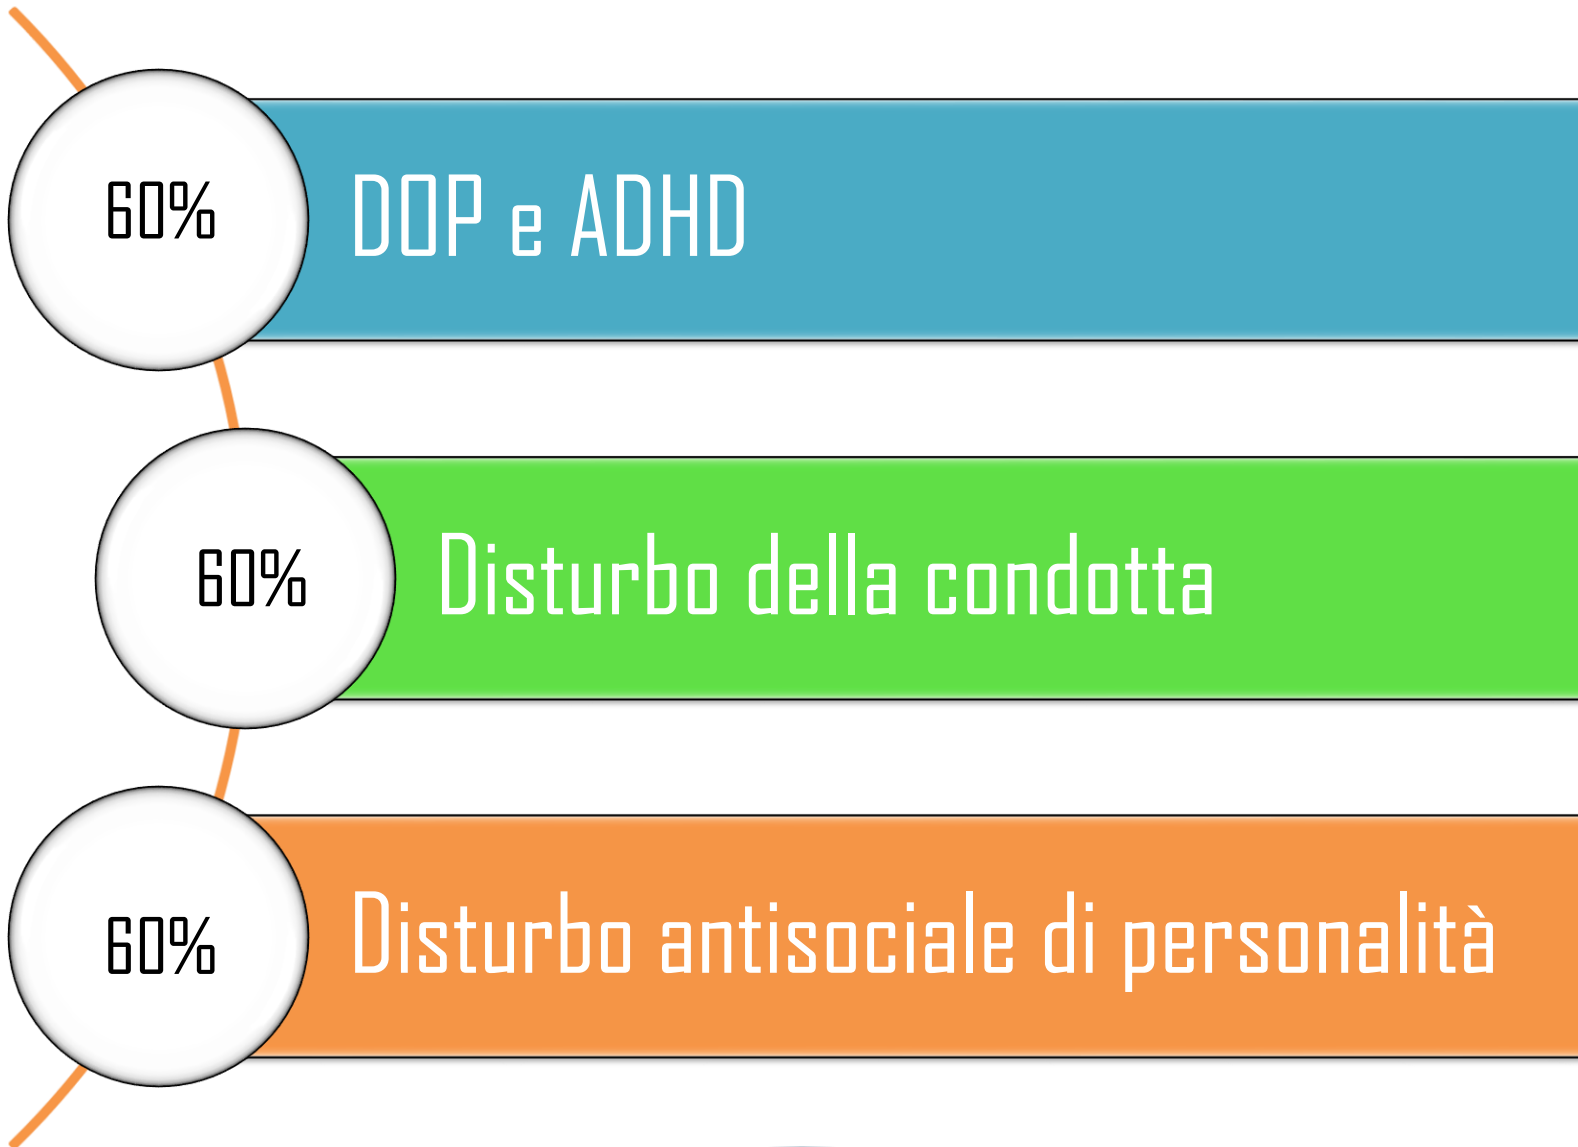 60%
DOP e ADHD
60%
Disturbo della condotta
60%
Disturbo antisociale di personalità